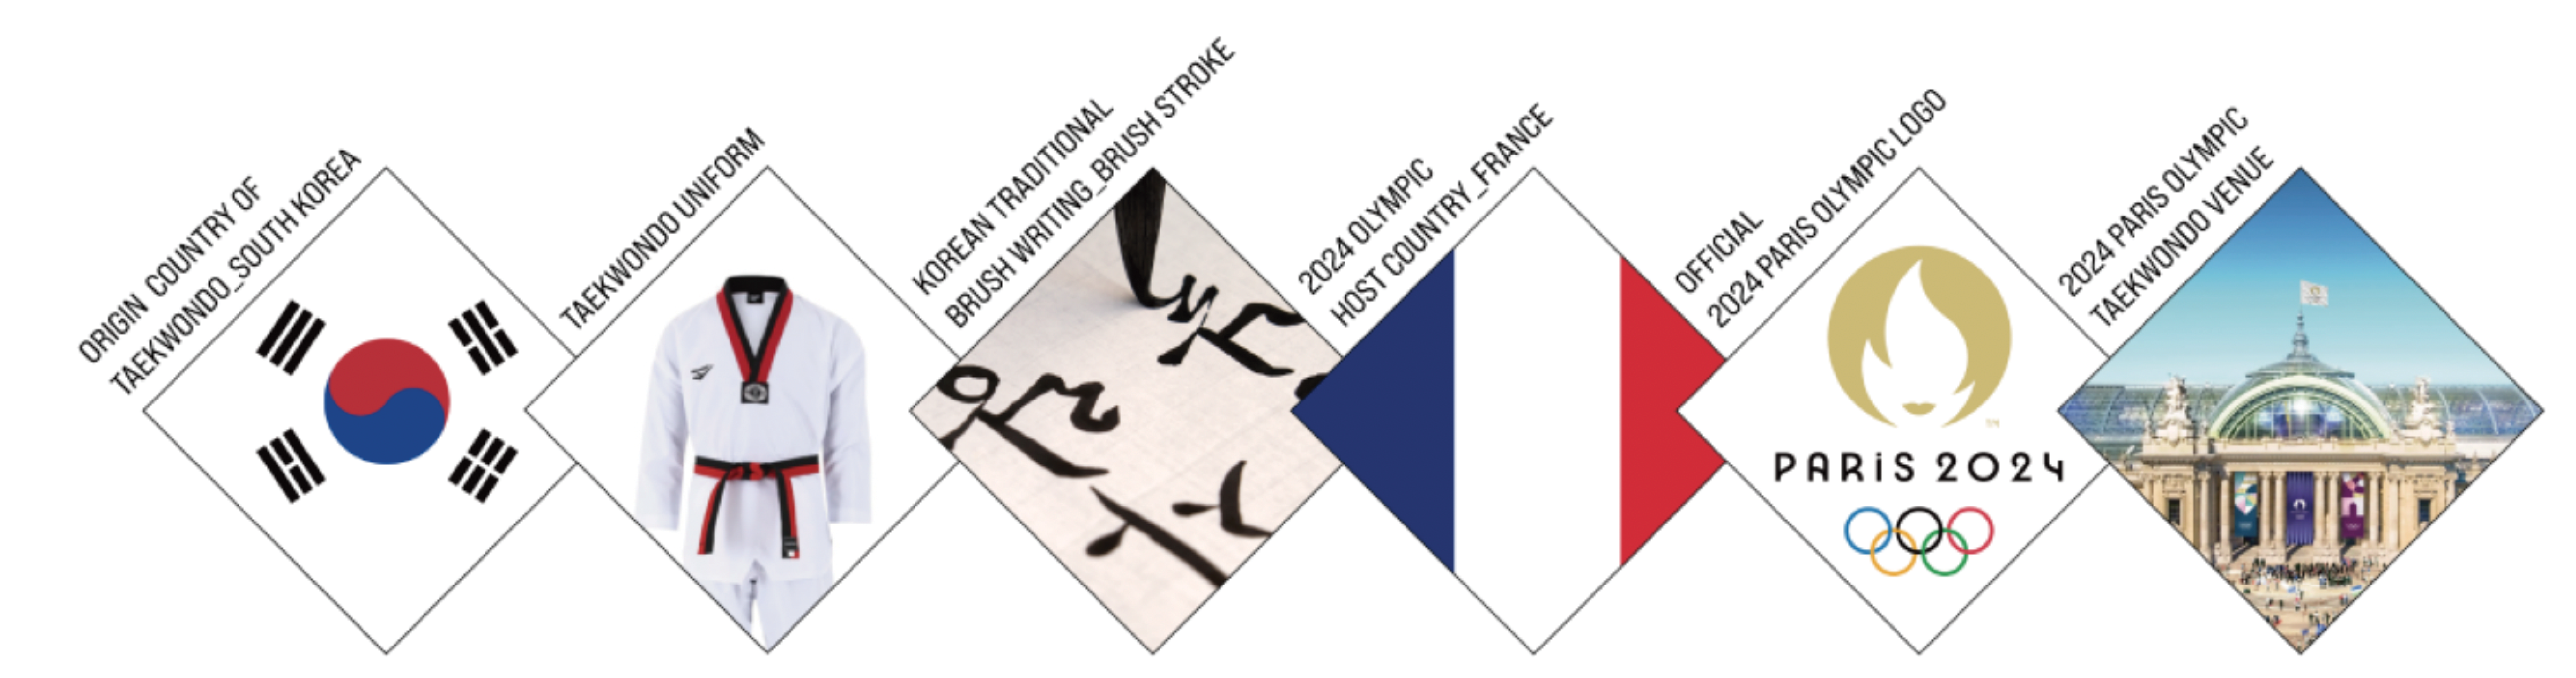 ORIGIN COUNTRY OF
TAEKWONDO_SOUTH KOREA
TAEKWONDO UNIFORM
KOREAN TRADITIONAL
BRUSH WRITING_BRUSH STROKE
2024 OLYMPIC
HOST COUNTRY_FRANCE
OFFICIAL
2024 PARIS OLYMPIC LOGO
PARiS 2024
2024 PARIS OLYMPIC
TAEKWONDO VENUE